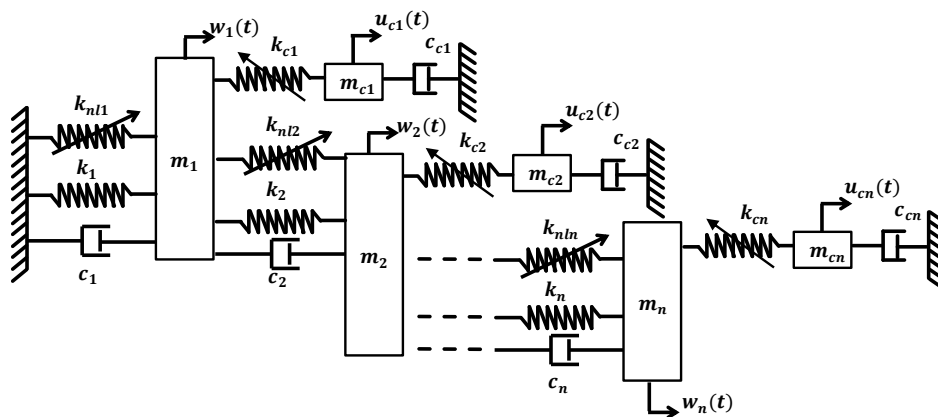 w1(t)
uc1(t)
kc1
cc1
mc1
knl1
m1
k1
c1
knl2
w2(t)
k2
c2
m2
kc2
uc2(t)
cc2
mc2
knln
kn
cn
mn
wn(t)
kcn
ucn(t)
ccn
mcn